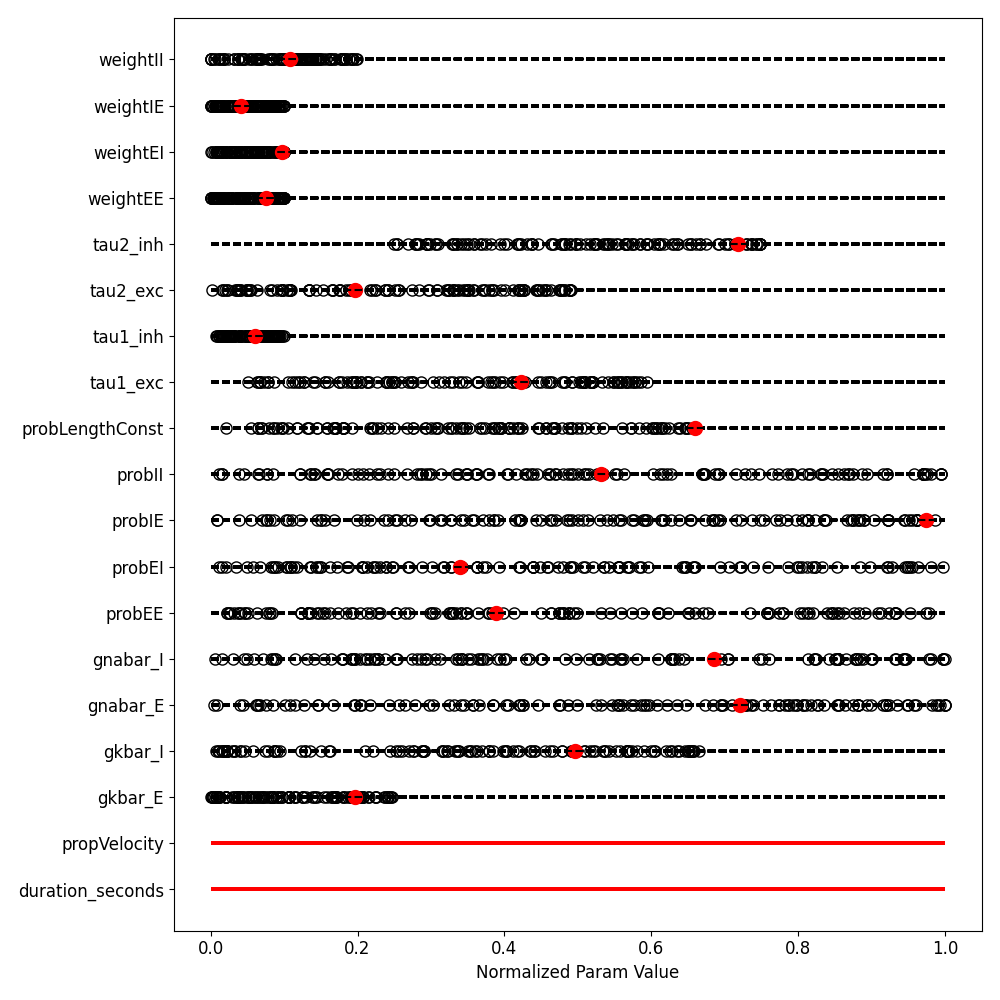 weightII
weightIE
weightEI
weightEE
tau2_inh
tau2_exc
tau1_inh
tau1_exc
probLengthConst
probII
probIE
probEI
probEE
gnabar_I
gnabar_E
gkbar_I
gkbar_E
propVelocity
duration_seconds
0.0 0.2 0.4 0.6 0.8 1.0
Normalized Param Value